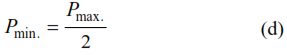 P_min. = P_max. / 2 (d)